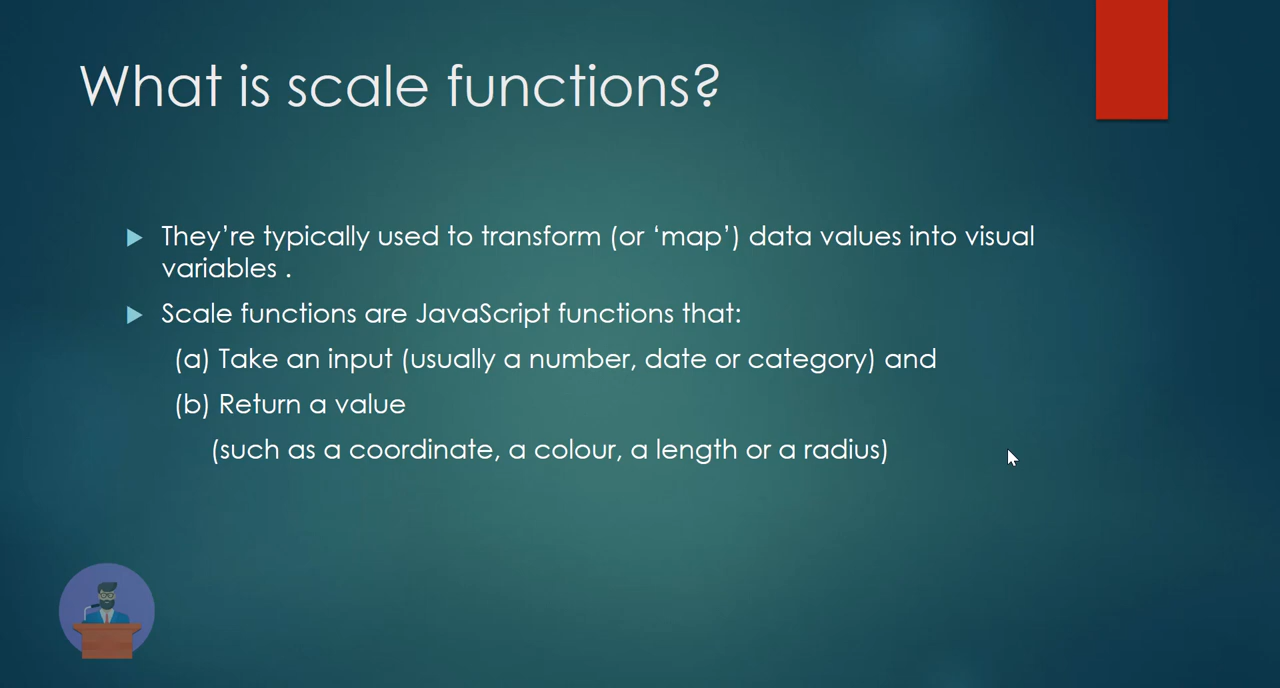 What is scale functions?
They’re typically used to transform (or ‘map’) data values into visual
variables .
Scale functions are JavaScript functions that:
(a) Take an input (usually a number, date or category) and
(b) Return a value
(such as a coordinate, a colour, a length or a radius)